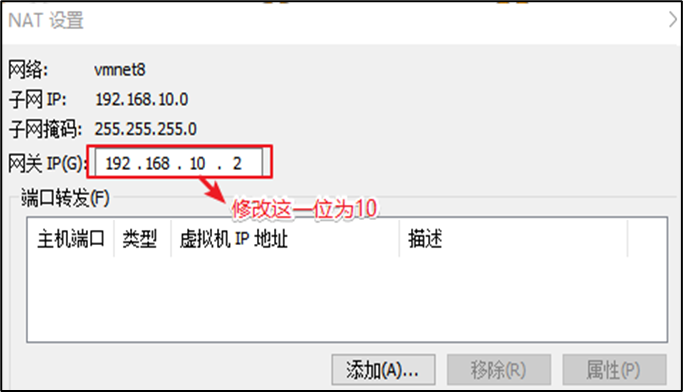 NAT 设置
网络: vmnet8
子网 IP: 192.168.10.0
子网掩码: 255.255.255.0
网关 IP(G): 192 . 168 . 10 . 2
修改这一位为10
端口转发(F)
主机端口 类型 虚拟机 IP 地址 描述
添加(A)... 移除(R) 属性(P)